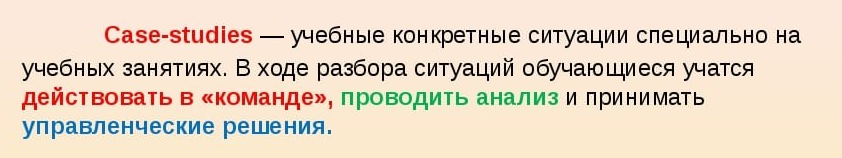 Case-studies — учебные конкретные ситуации специально на
учебных занятиях. В ходе разбора ситуаций обучающиеся учатся
действовать в «команде», проводить анализ и принимать
управленческие решения.